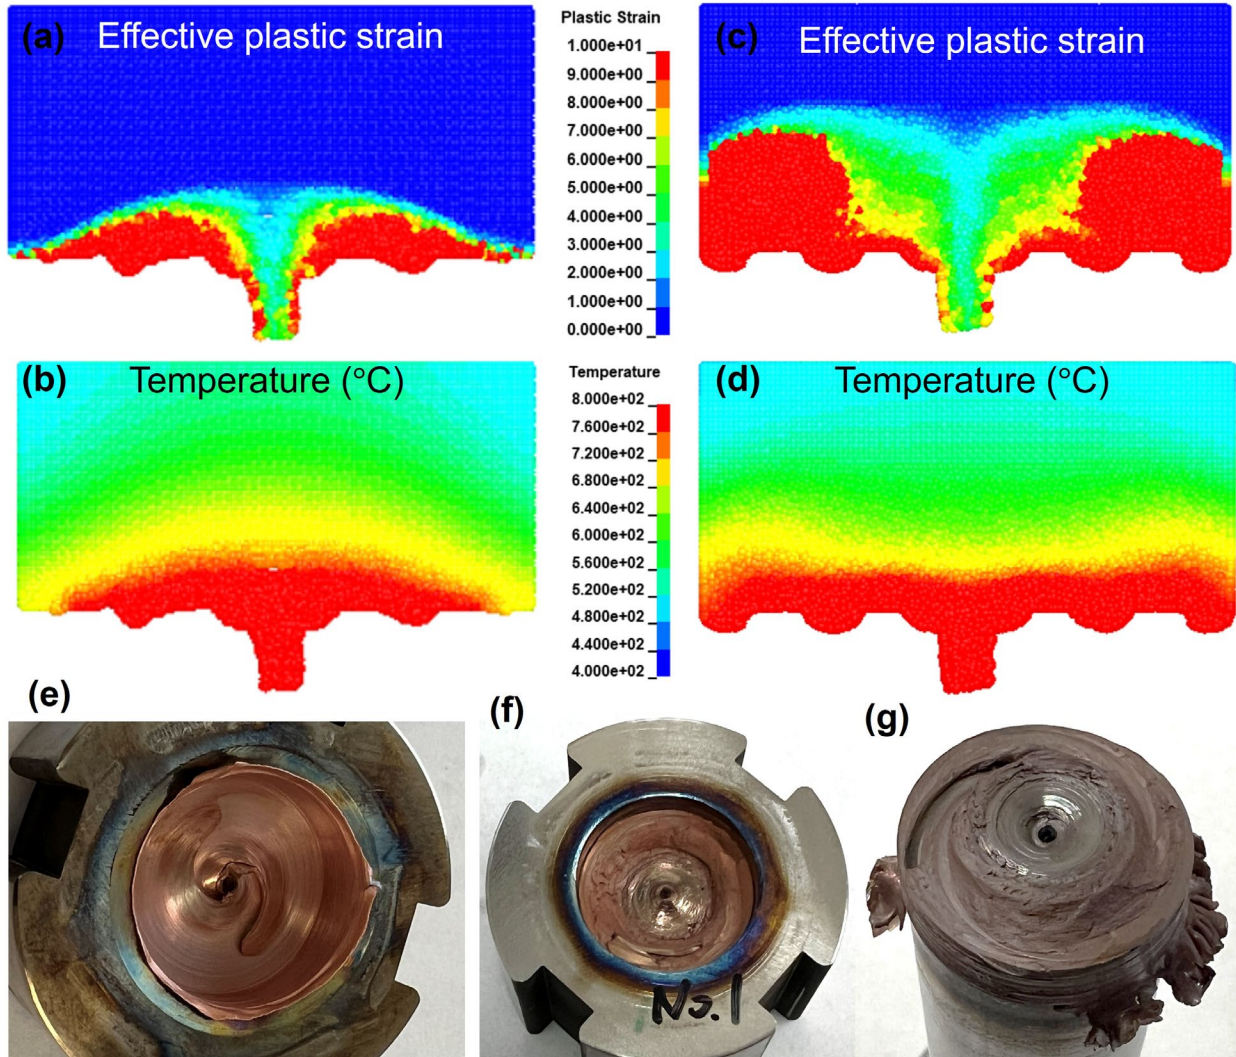 (a) Effective plastic strain
Plastic Strain
1.000e+01
9.000e+00
8.000e+00
7.000e+00
6.000e+00
5.000e+00
4.000e+00
3.000e+00
2.000e+00
1.000e+00
0.000e+00
(c) Effective plastic strain
(b) Temperature (°C)
Temperature
8.000e+02
7.600e+02
7.200e+02
6.800e+02
6.400e+02
6.000e+02
5.600e+02
5.200e+02
4.800e+02
4.400e+02
4.000e+02
(d) Temperature (°C)
(e)
(f)
(g)
Ns.1